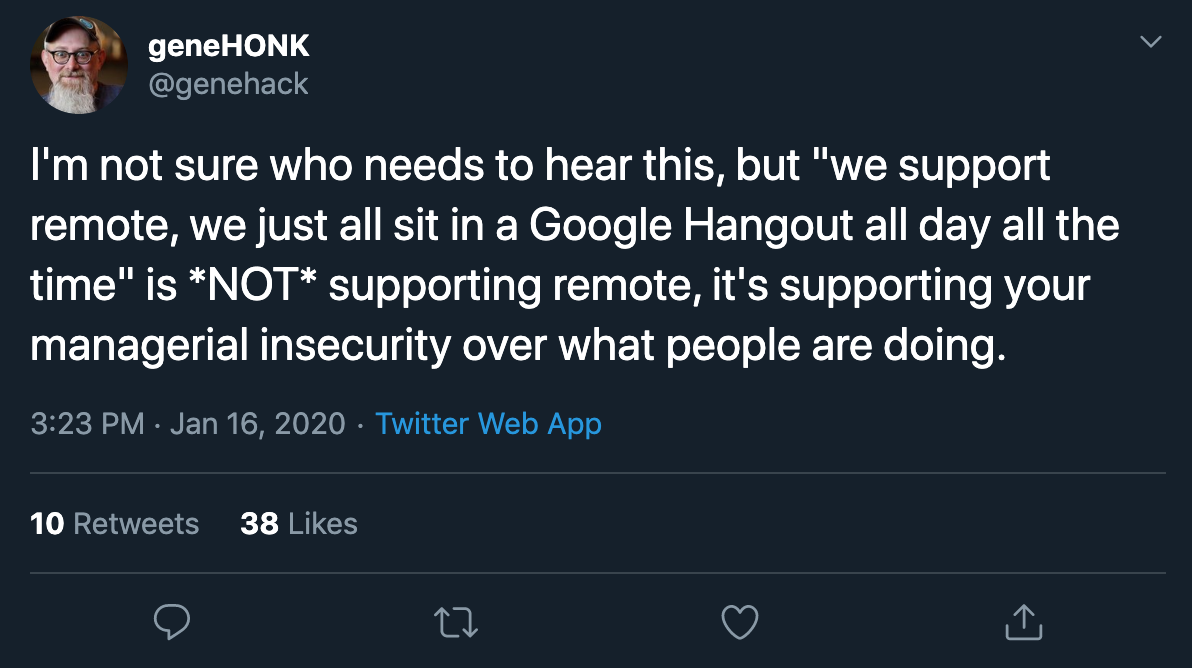 geneHONK
@genehack
I'm not sure who needs to hear this, but "we support
remote, we just all sit in a Google Hangout all day all the
time" is *NOT* supporting remote, it's supporting your
managerial insecurity over what people are doing.
3:23 PM · Jan 16, 2020 · Twitter Web App
10 Retweets 38 Likes